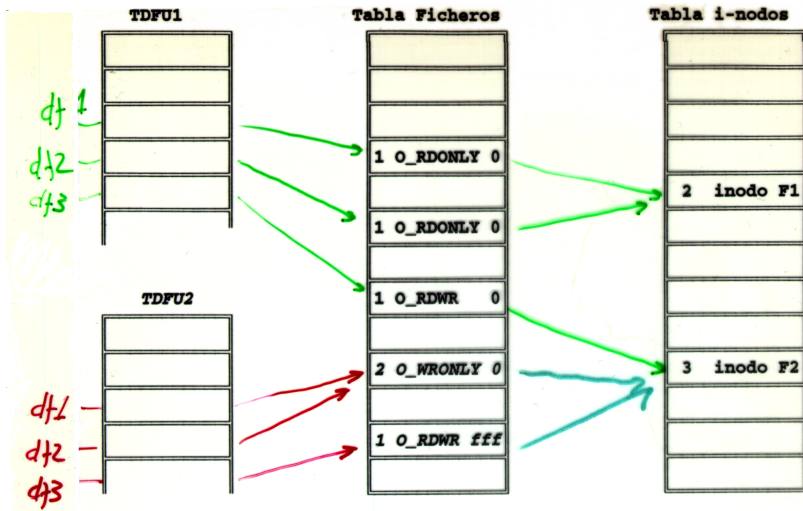 TDFU1
df1
df2
df3
TDFU2
df1
df2
df3
Tabla Ficheros
1 O_RDONLY 0
1 O_RDONLY 0
1 O_RDWR 0
2 O_WRONLY 0
1 O_RDWR fff
Tabla i-nodos
2 inodo F1
3 inodo F2